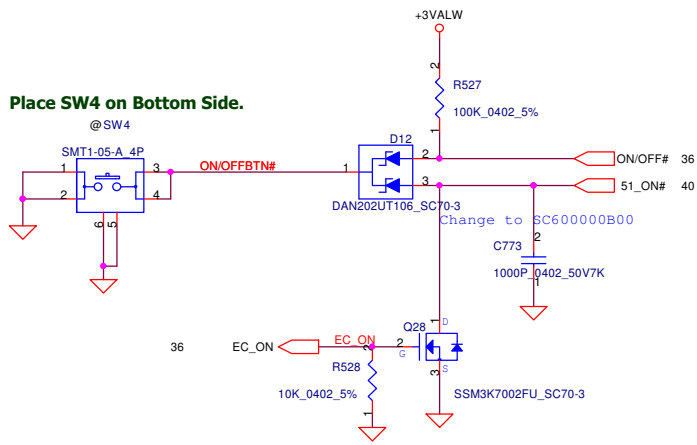 +3VALW
2
R527
100K_0402_5%
1
Place SW4 on Bottom Side.
@SW4
SMT1-05-A_4P
1
2
3
4
6
5
ON/OFFBTN#
D12
1
2
3
DAN202UT106_SC70-3
ON/OFF# 36
51_ON# 40
Change to SC600000B00
C773
2
1000P_0402_50V7K
1
36 EC_ON
EC_ON
2
R528
10K_0402_5%
1
Q28
1
D
2
G
3
S
SSM3K7002FU_SC70-3